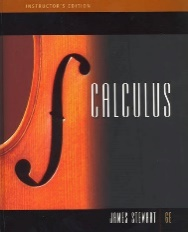 INSTRUCTOR'S EDITION
CALCULUS
JAMES STEWART 6E